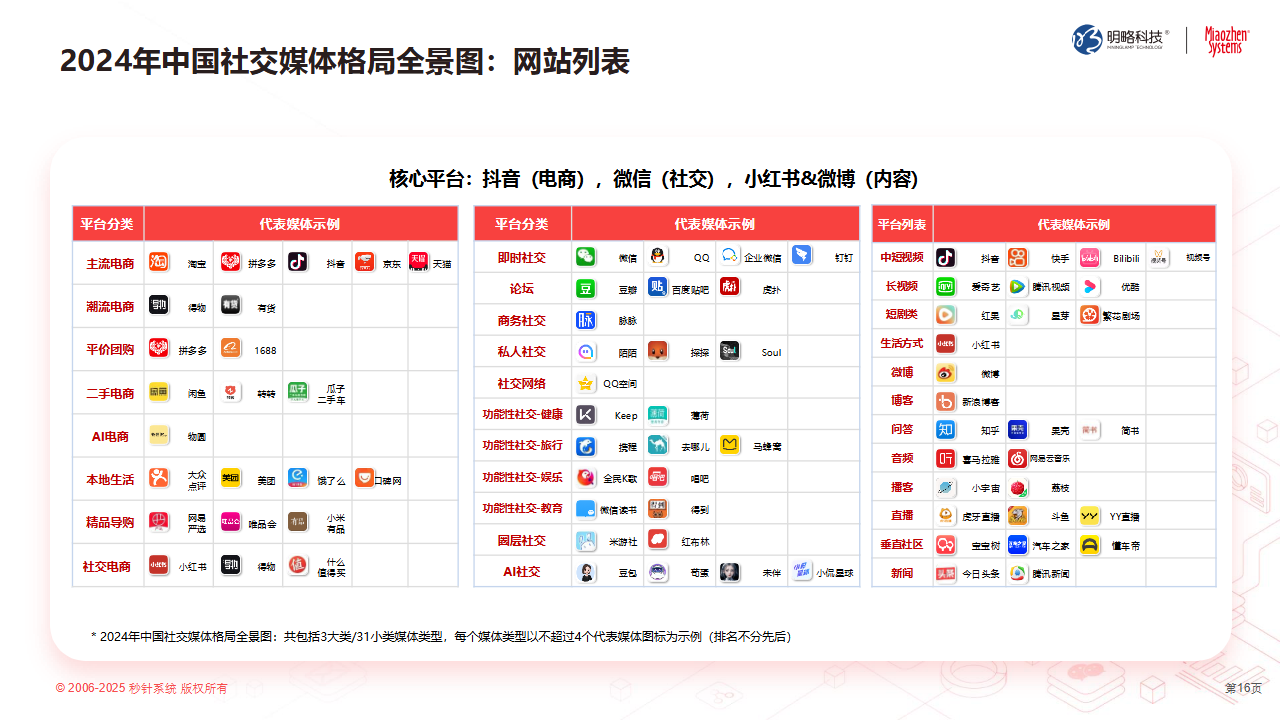 2024年中国社交媒体格局全景图：网站列表
明略科技®
MININGLAMP TECHNOLOGY
Miaozhen®
Systems
核心平台：抖音（电商），微信（社交），小红书&微博（内容）
平台分类 代表媒体示例
主流电商 淘宝 拼多多 抖音 京东 天猫
潮流电商 得物 有货
平价团购 拼多多 1688
二手电商 闲鱼 转转 瓜子二手车
AI电商 物圆
本地生活 大众点评 美团 饿了么 口碑网
精品导购 网易严选 唯品会 小米有品
社交电商 小红书 得物 什么值得买
平台分类 代表媒体示例
即时社交 微信 QQ 企业微信 钉钉
论坛 豆瓣 百度贴吧 虎扑
商务社交 脉脉
私人社交 陌陌 探探 Soul
社交网络 QQ空间
功能性社交-健康 Keep 薄荷
功能性社交-旅行 携程 去哪儿 马蜂窝
功能性社交-娱乐 全民K歌 唱吧
功能性社交-教育 微信读书 得到
圆层社交 米游社 红布林
AI社交 豆包 苟蛋 未伴 小侃星球
平台列表 代表媒体示例
中短视频 抖音 快手 Bilibili 视频号
长视频 爱奇艺 腾讯视频 优酷
短剧类 红昊 星芽 繁花剧场
生活方式 小红书
微博 微博
博客 新浪博客
问答 知乎 吴亮 简书
音频 喜马拉雅 网易云音乐
播客 小宇宙 荔枝
直播 虎牙直播 斗鱼 YY直播
垂直社区 宝宝树 汽车之家 懂车帝
新闻 今日头条 腾讯新闻
* 2024年中国社交媒体格局全景图：共包括3大类/31小类媒体类型，每个媒体类型以不超过4个代表媒体图标为示例（排名不分先后）
© 2006-2025 秒针系统 版权所有
第16页